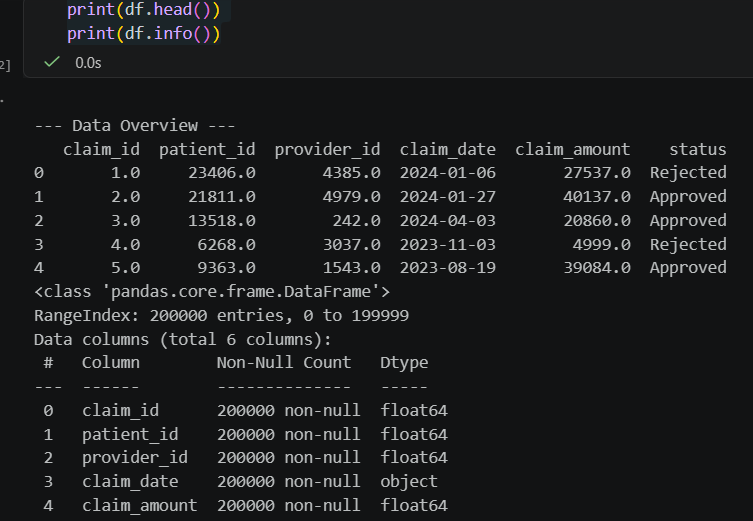 print(df.head())
print(df.info())
2]
0.0s
--- Data Overview ---
claim_id patient_id provider_id claim_date claim_amount status
0 1.0 23406.0 4385.0 2024-01-06 27537.0 Rejected
1 2.0 21811.0 4979.0 2024-01-27 40137.0 Approved
2 3.0 13518.0 242.0 2024-04-03 20860.0 Approved
3 4.0 6268.0 3037.0 2023-11-03 4999.0 Rejected
4 5.0 9363.0 1543.0 2023-08-19 39084.0 Approved
<class 'pandas.core.frame.DataFrame'>
RangeIndex: 200000 entries, 0 to 199999
Data columns (total 6 columns):
# Column Non-Null Count Dtype
--- ------ -------------- -----
0 claim_id 200000 non-null float64
1 patient_id 200000 non-null float64
2 provider_id 200000 non-null float64
3 claim_date 200000 non-null object
4 claim_amount 200000 non-null float64